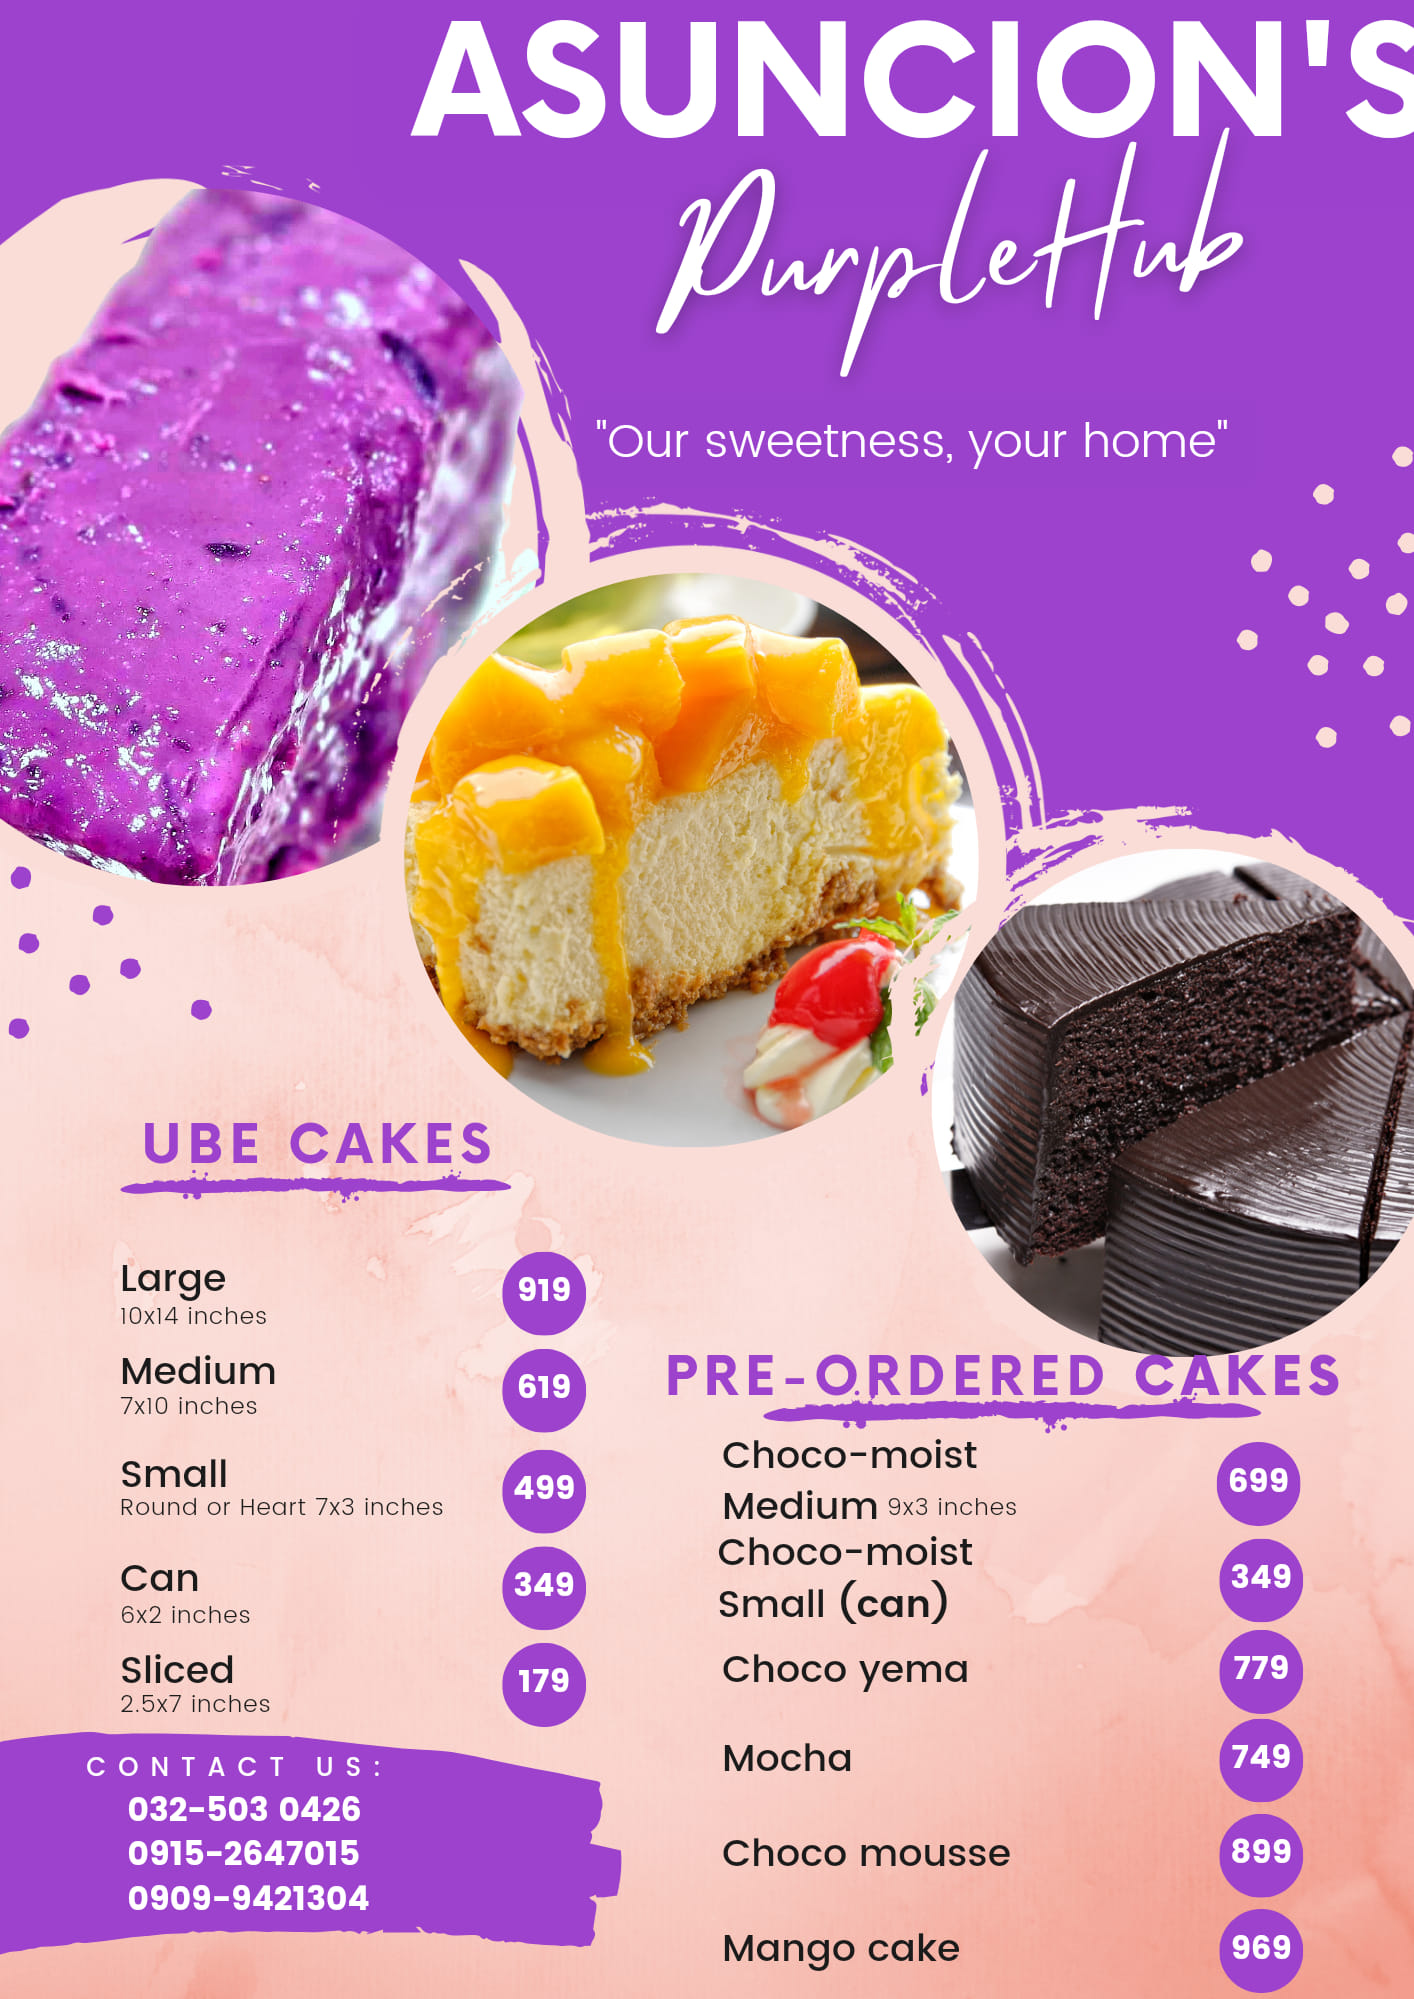 ASUNCION'S
PurpleHub
"Our sweetness, your home"
UBE CAKES
Large 919
10x14 inches
Medium 619
7x10 inches
Small 499
Round or Heart 7x3 inches
Can 349
6x2 inches
Sliced 179
2.5x7 inches
CONTACT US:
032-503 0426
0915-2647015
0909-9421304
PRE-ORDERED CAKES
Choco-moist
Medium 9x3 inches 699
Choco-moist
Small (can) 349
Choco yema 779
Mocha 749
Choco mousse 899
Mango cake 969